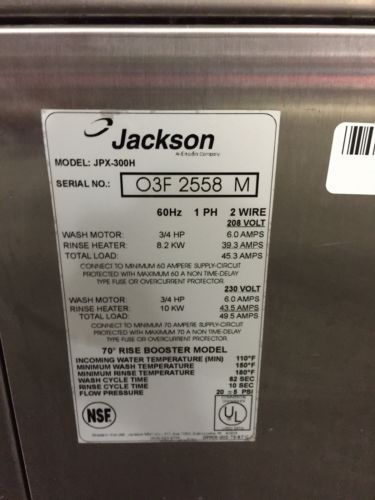 Jackson
MODEL: JPX-300H
SERIAL NO.: O3F 2558 M
60Hz 1 PH 2 WIRE
208 VOLT
WASH MOTOR: 3/4 HP 6.0 AMPS
RINSE HEATER: 8.2 KW 39.3 AMPS
TOTAL LOAD: 45.3 AMPS
CONNECT TO MINIMUM 60 AMPERE SUPPLY-CIRCUIT
PROTECTED WITH MAXIMUM 60 A NON TIME-DELAY
TYPE FUSE OR OVERCURRENT PROTECTOR.
230 VOLT
WASH MOTOR: 3/4 HP 6.0 AMPS
RINSE HEATER: 10 KW 43.5 AMPS
TOTAL LOAD: 49.5 AMPS
CONNECT TO MINIMUM 70 AMPERE SUPPLY-CIRCUIT
PROTECTED WITH MAXIMUM 70 A NON TIME-DELAY
TYPE FUSE OR OVERCURRENT PROTECTOR.
70° RISE BOOSTER MODEL
INCOMING WATER TEMPERATURE (MIN) 110°F
MINIMUM WASH TEMPERATURE 150°F
MINIMUM RINSE TEMPERATURE 180°F
WASH CYCLE TIME 82 SEC
RINSE CYCLE TIME 10 SEC
FLOW PRESSURE 20 ±5 PSI
NSF
UL